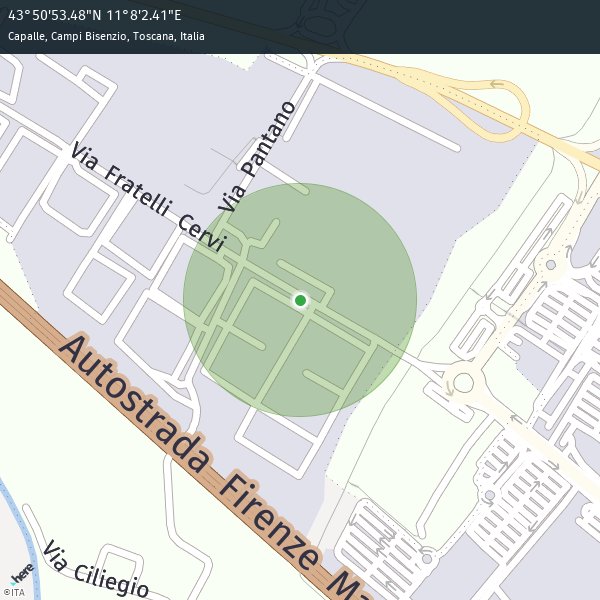 43°50'53.48"N 11°8'2.41"E
Capalle, Campi Bisenzio, Toscana, Italia
Via Pantano
Via Fratelli Cervi
Autostrada Firenze Ma
Via Ciliegio
here
©ITA